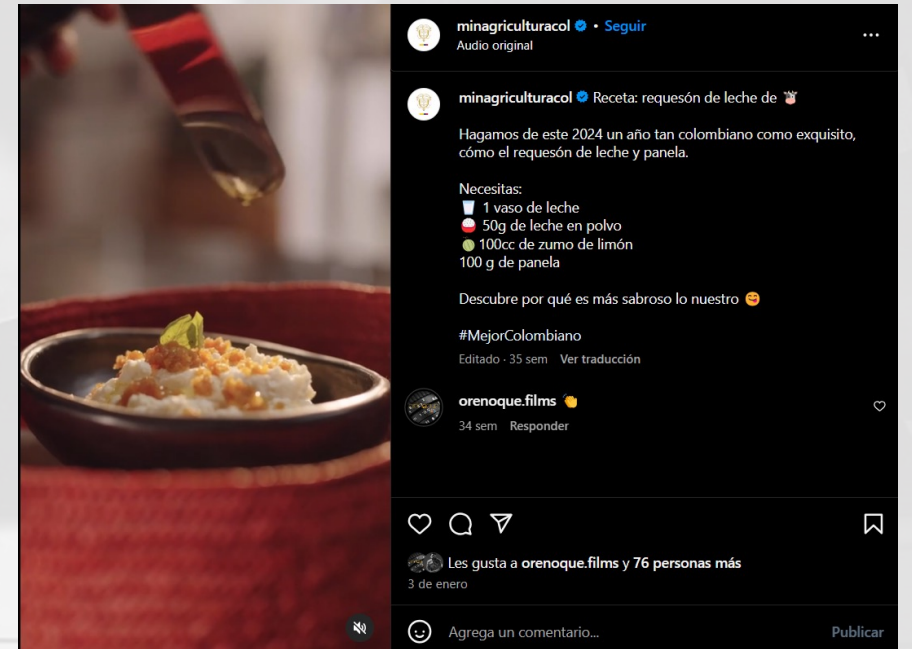 minagriculturacol • Seguir
Audio original
minagriculturacol Receta: requesón de leche de 🐮
Hagamos de este 2024 un año tan colombiano como exquisito,
cómo el requesón de leche y panela.
Necesitas:
🥛 1 vaso de leche
🍚 50g de leche en polvo
🍈 100cc de zumo de limón
100 g de panela
Descubre por qué es más sabroso lo nuestro 🥰
#MejorColombiano
Editado · 35 sem Ver traducción
orenoque.films 👏
34 sem Responder
Les gusta a orenoque.films y 76 personas más
3 de enero
Agrega un comentario... Publicar